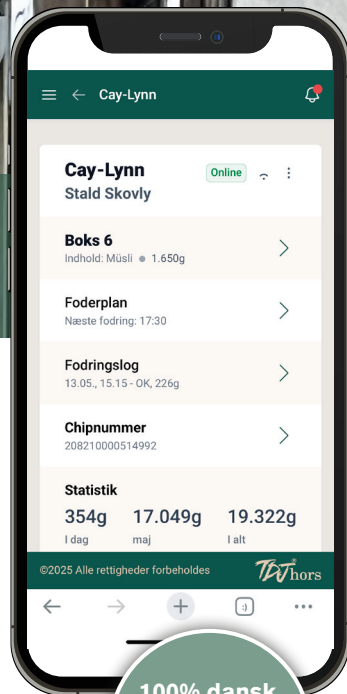 Cay-Lynn
Cay-Lynn
Online
Stald Skovly
Boks 6
Indhold: Müsli ● 1.650g
Foderplan
Næste fodring: 17:30
Fodringslog
13.05., 15.15 - OK, 226g
Chipnummer
208210000514992
Statistik
354g 17.049g 19.322g
I dag maj I alt
©2025 Alle rettigheder forbeholdes
TDThors
:)
100% dansk